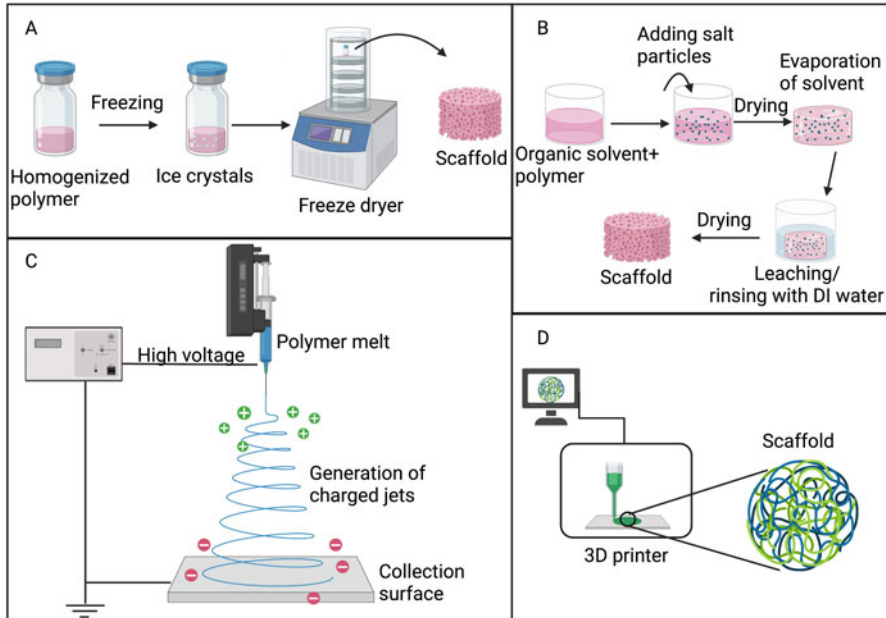 A
Freezing
Homogenized
polymer
Ice crystals
Freeze dryer
Scaffold
B
Adding salt
particles
Evaporation
of solvent
Drying
Organic solvent+
polymer
Drying
Scaffold
Leaching/
rinsing with DI water
C
Polymer melt
High voltage
Generation of
charged jets
Collection
surface
D
Scaffold
3D printer